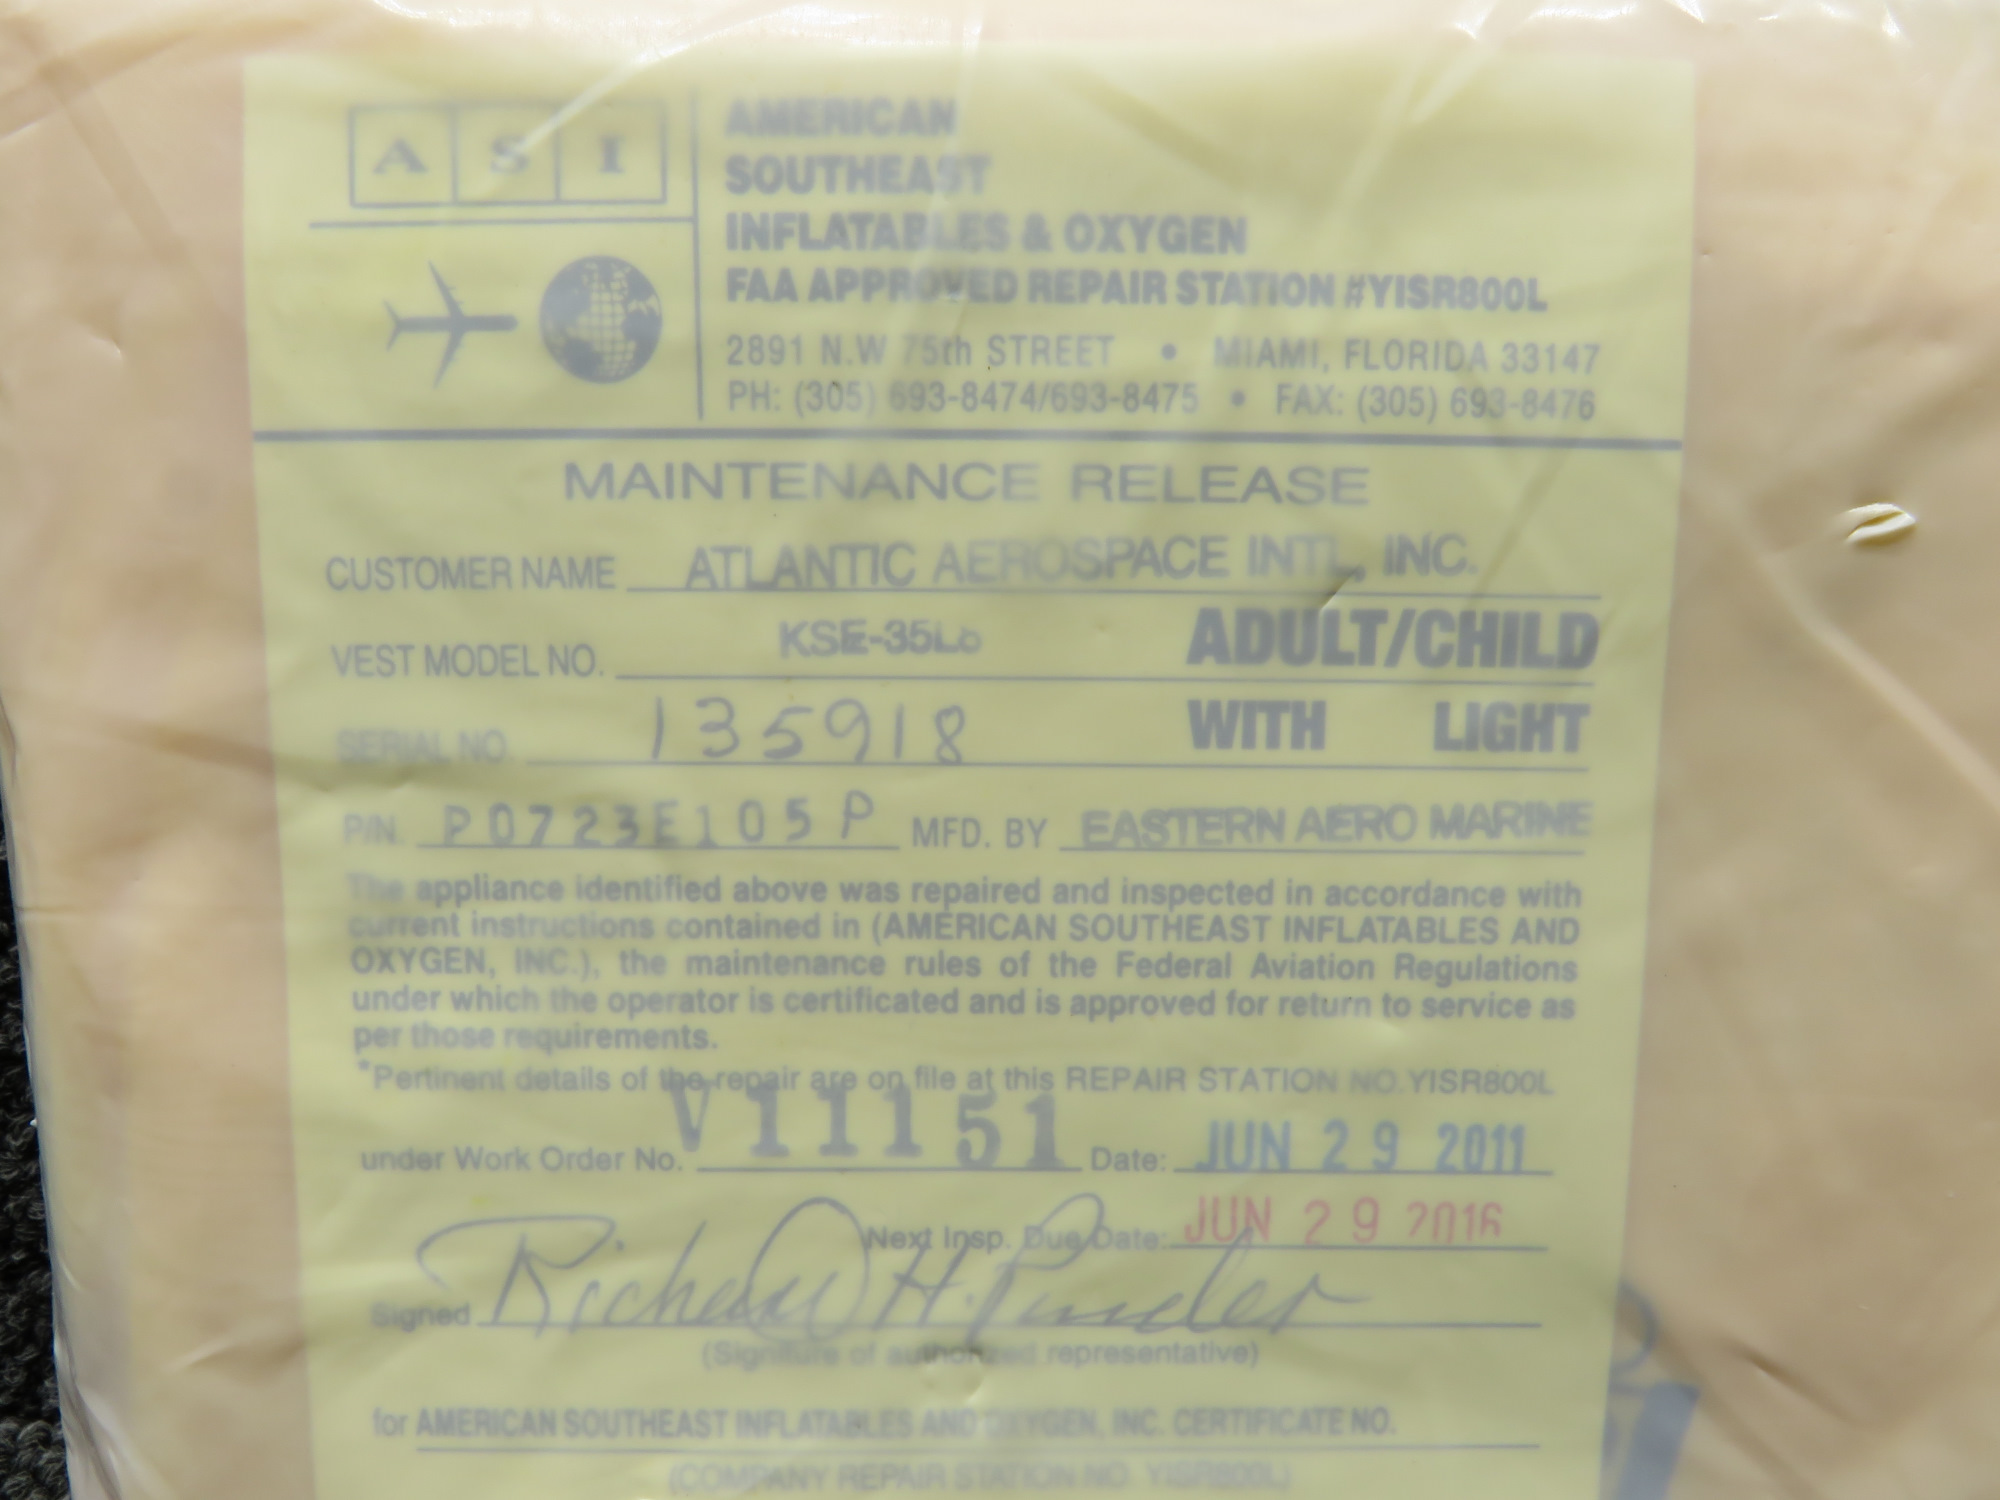 A S I
AMERICAN
SOUTHEAST
INFLATABLES & OXYGEN
FAA APPROVED REPAIR STATION #YISR800L
2891 N.W 75th STREET • MIAMI, FLORIDA 33147
PH: (305) 693-8474/693-8475 • FAX: (305) 693-8476
MAINTENANCE RELEASE
CUSTOMER NAME ATLANTIC AEROSPACE INTL, INC.
VEST MODEL NO. KSE-35L8 ADULT/CHILD
SERIAL NO. 135918 WITH LIGHT
P/N P0723E105P MFD. BY EASTERN AERO MARINE
The appliance identified above was repaired and inspected in accordance with
current instructions contained in (AMERICAN SOUTHEAST INFLATABLES AND
OXYGEN, INC.), the maintenance rules of the Federal Aviation Regulations
under which the operator is certificated and is approved for return to service as
per those requirements.
*Pertinent details of the repair are on file at this REPAIR STATION NO. YISR800L
under Work Order No. V11151 Date: JUN 29 2011
Next Insp. Due Date: JUN 29 2016
Signed Richard H. Pinder
(Signature of authorized representative)
for AMERICAN SOUTHEAST INFLATABLES AND OXYGEN, INC. CERTIFICATE NO.
(COMPANY REPAIR STATION NO. YISR800L)